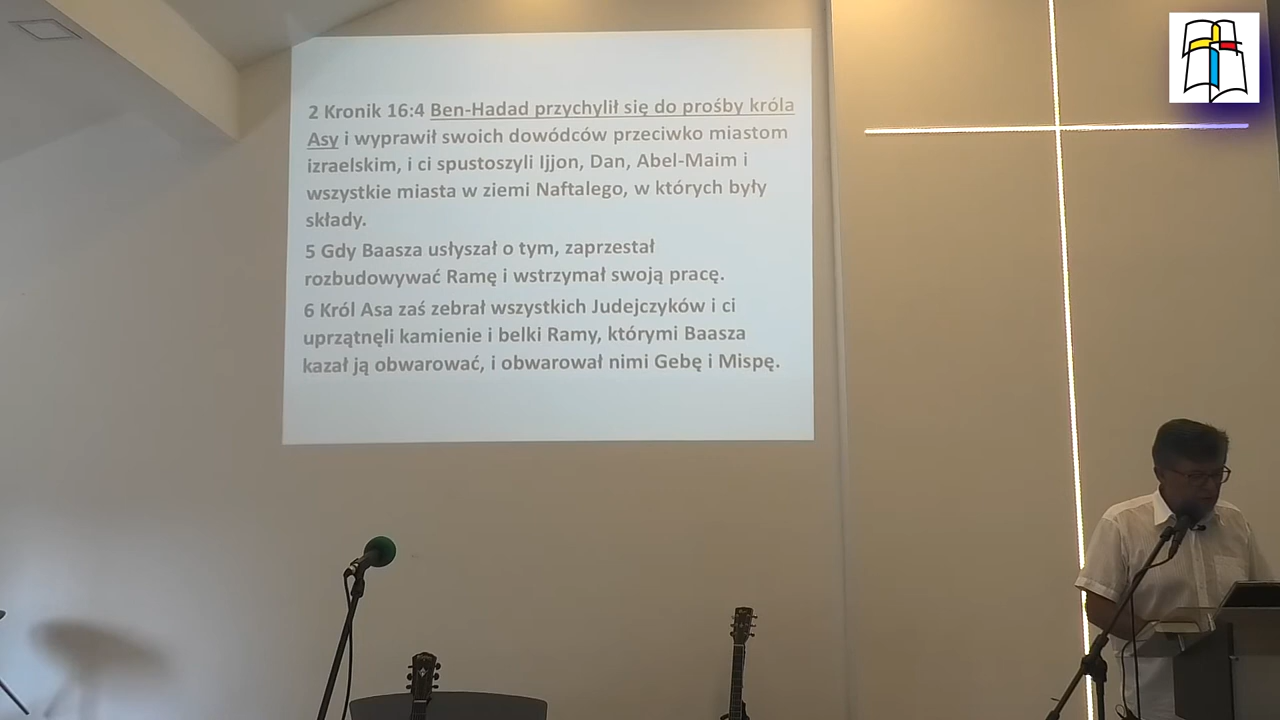 2 Kronik 16:4 Ben-Hadad przychylił się do prośby króla
Asy i wyprawił swoich dowódców przeciwko miastom
izraelskim, i ci spustoszyli Ijjon, Dan, Abel-Maim i
wszystkie miasta w ziemi Naftalego, w których były
składy.
5 Gdy Baasza usłyszał o tym, zaprzestał
rozbudowywać Ramę i wstrzymał swoją pracę.
6 Król Asa zaś zebrał wszystkich Judejczyków i ci
uprzątnęli kamienie i belki Ramy, którymi Baasza
kazał ją obwarować, i obwarował nimi Gebę i Mispę.